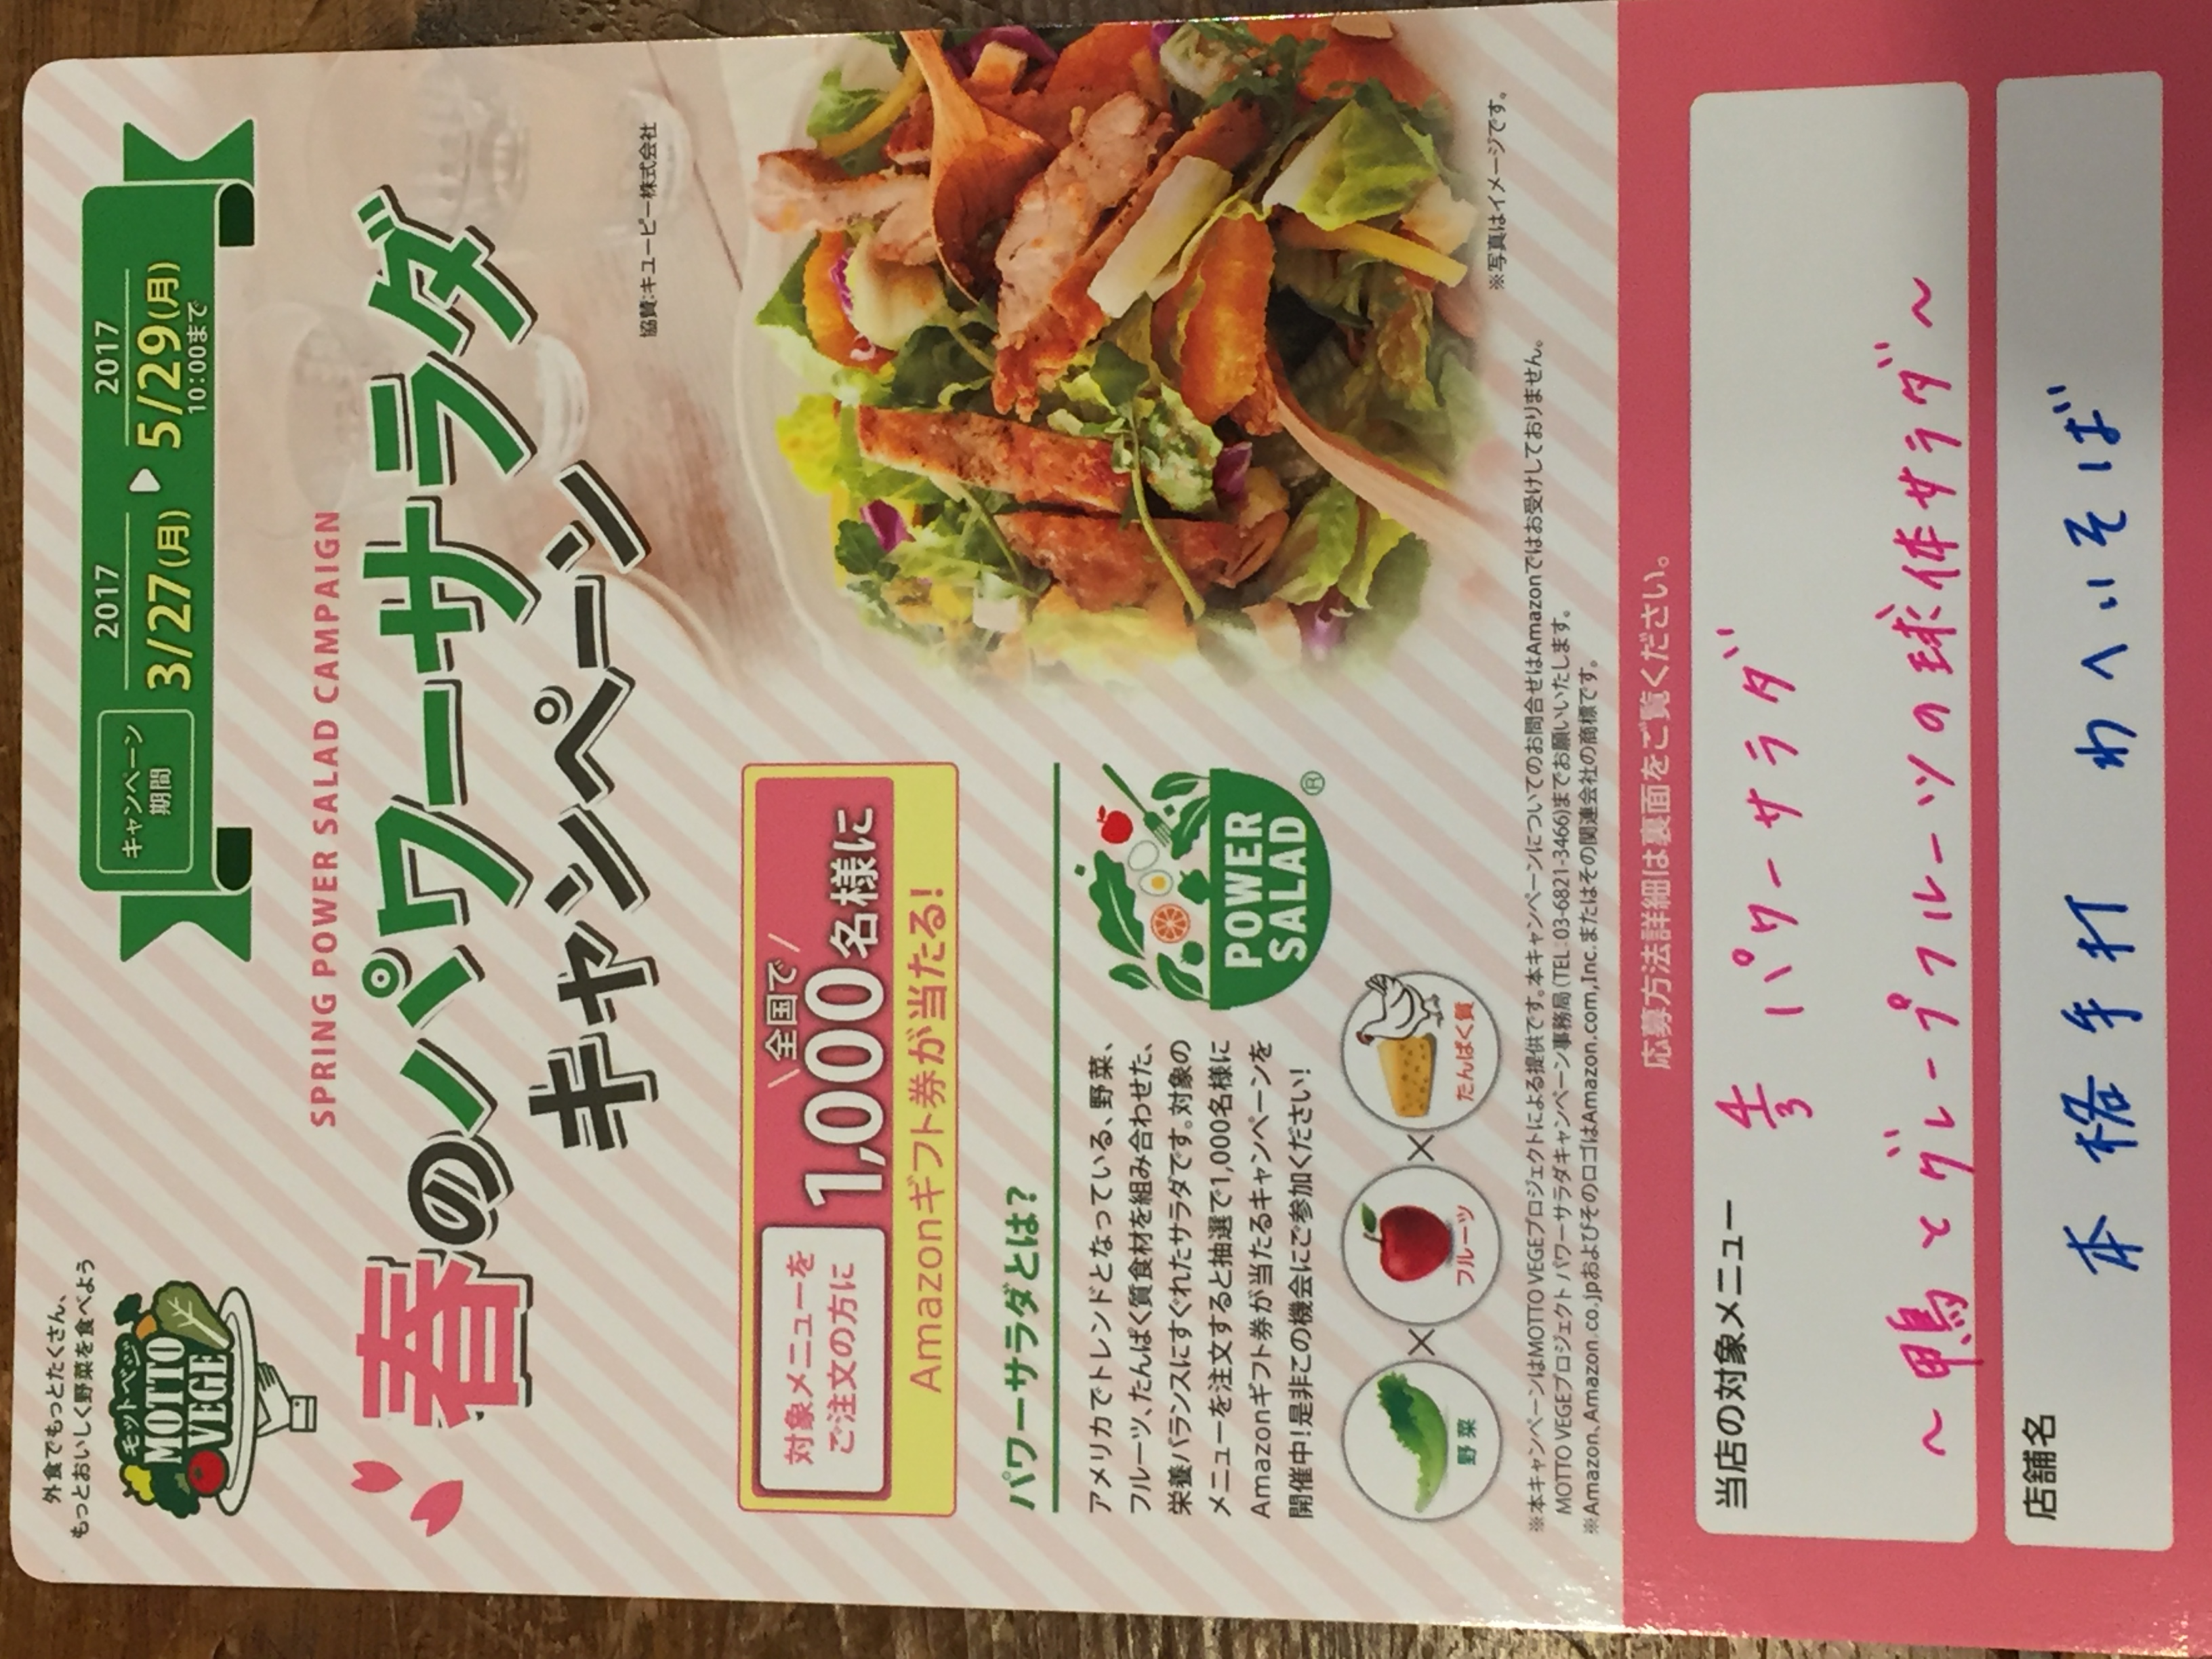 外食でもっとたくさん、
もっとおいしく野菜を食べよう
モットベジ
MOTTO
VEGE
キャンペーン
期間
2017
3/27(月)
▶
2017
5/29(月)
10:00まで
SPRING POWER SALAD CAMPAIGN
春のパワーサラダ
キャンペーン
協賛:キユーピー株式会社
対象メニューを
ご注文の方に
全国で
1,000名様に
Amazonギフト券が当たる!
パワーサラダとは?
アメリカでトレンドとなっている、野菜、
フルーツ、たんぱく質食材を組み合わせた、
栄養バランスにすぐれたサラダです。対象の
メニューを注文すると抽選で1,000名様に
Amazonギフト券が当たるキャンペーンを
開催中!是非この機会にご参加ください!
POWER
SALAD
®
野菜
×
フルーツ
×
たんぱく質
※写真はイメージです。
※本キャンペーンはMOTTO VEGEプロジェクトによる提供です。本キャンペーンについてのお問合せはAmazonではお受けしておりません。
MOTTO VEGEプロジェクト パワーサラダキャンペーン事務局(TEL:03-6821-3466)までお願いいたします。
※Amazon、Amazon.co.jpおよびそのロゴはAmazon.com,Inc.またはその関連会社の商標です。
応募方法詳細は裏面をご覧ください。
当店の対象メニュー
パワーサラダ
～鴨とグレープフルーツの球体サラダ～
店舗名
本格手打 わへいそば